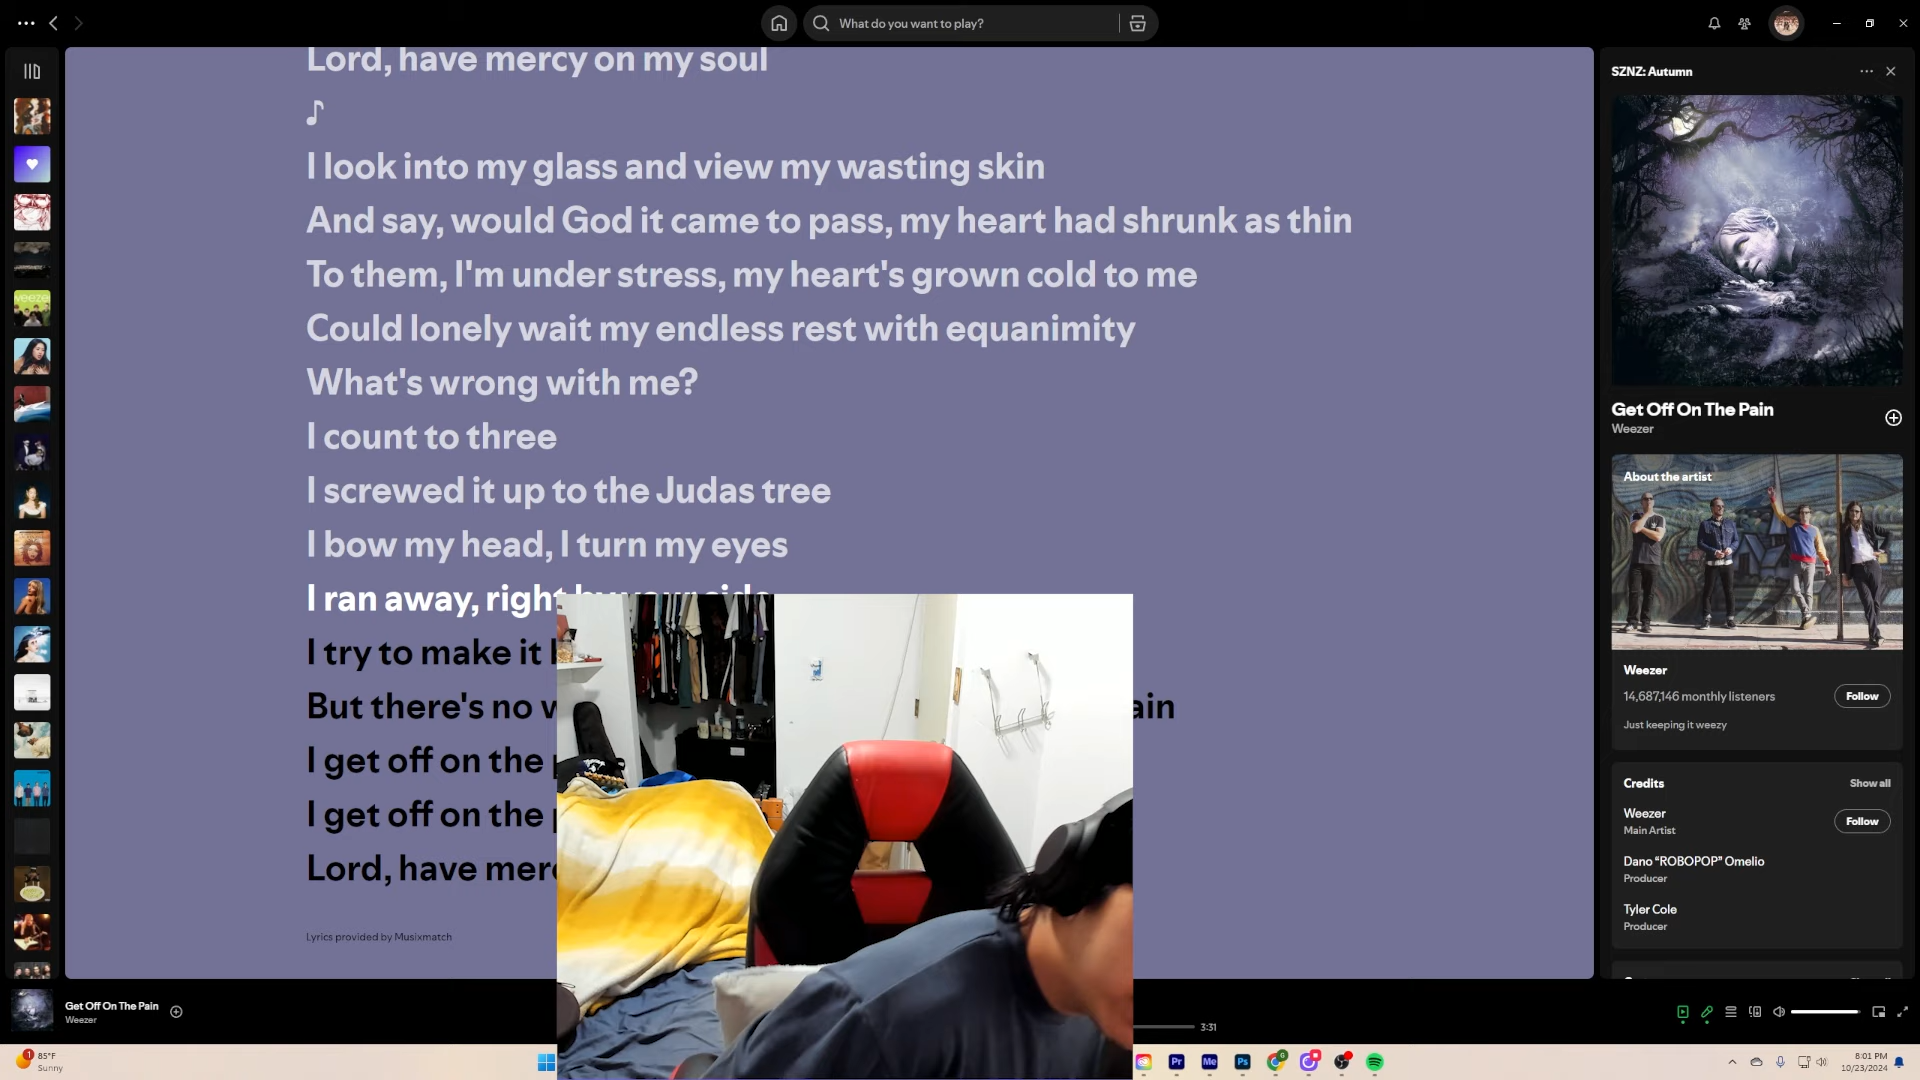 What do you want to play?
Lord, have mercy on my soul
I look into my glass and view my wasting skin
And say, would God it came to pass, my heart had shrunk as thin
To them, I'm under stress, my heart's grown cold to me
Could lonely wait my endless rest with equanimity
What's wrong with me?
I count to three
I screwed it up to the Judas tree
I bow my head, I turn my eyes
I ran away, right by your side
I try to make it
But there's no
ain
I get off on the
I get off on the
Lord, have
Lyrics provided by Musixmatch
SZNZ: Autumn
Get Off On The Pain
Weezer
About the artist
Weezer
14,687,146 monthly listeners
Follow
Just keeping it weezy
Credits
Show all
Weezer
Main Artist
Follow
Dano “ROBOPOP” Omelio
Producer
Tyler Cole
Producer
Get Off On The Pain
Weezer
3:31
1
85°F
Sunny
Pr
Me
Ps
8:01 PM
10/23/2024